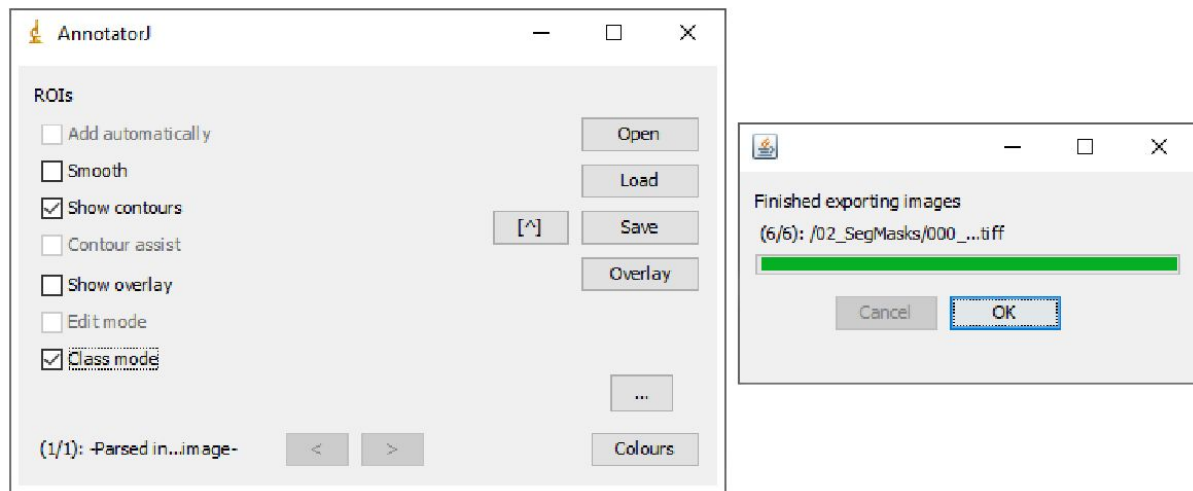 AnnotatorJ
ROIs
Add automatically
Open
Smooth
Load
Show contours
[^]
Save
Contour assist
Overlay
Show overlay
Edit mode
Class mode
...
(1/1): -Parsed in...image-
<
>
Colours
Finished exporting images
(6/6): /02_SegMasks/000_...tiff
Cancel
OK